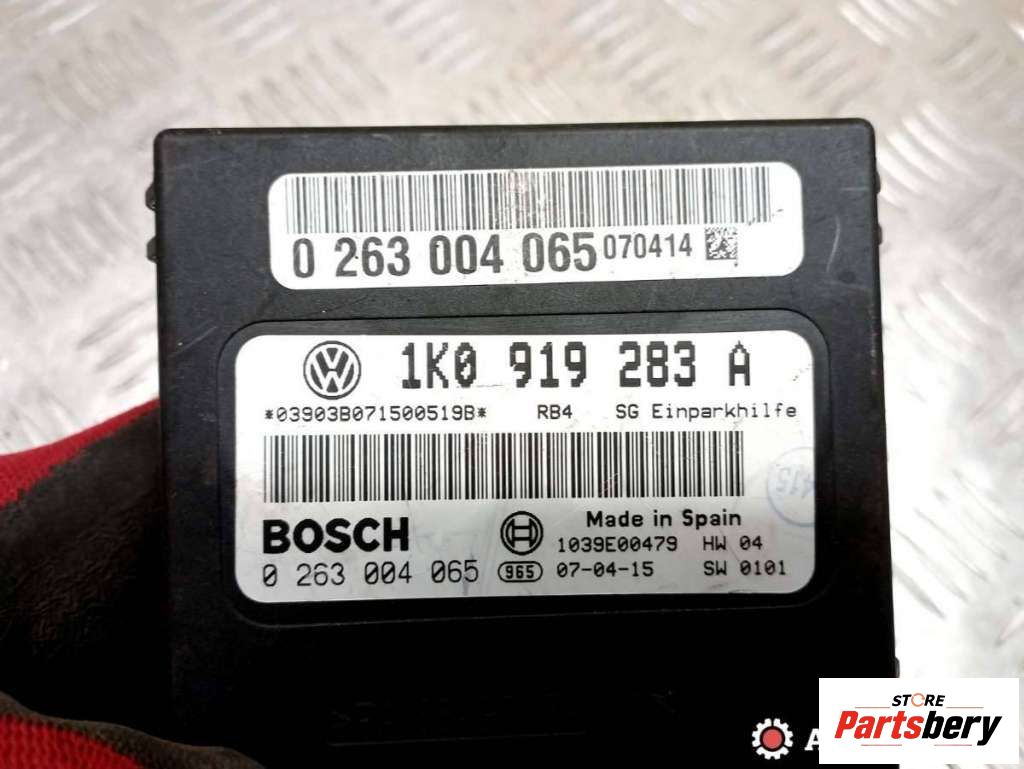 0 263 004 065 070414
1K0 919 283 A
*03903B071500519B* RB4 SG Einparkhilfe
415
BOSCH
Made in Spain
1039E00479 HW 04
0 263 004 065 965 07-04-15 SW 0101
STORE
Partsbery